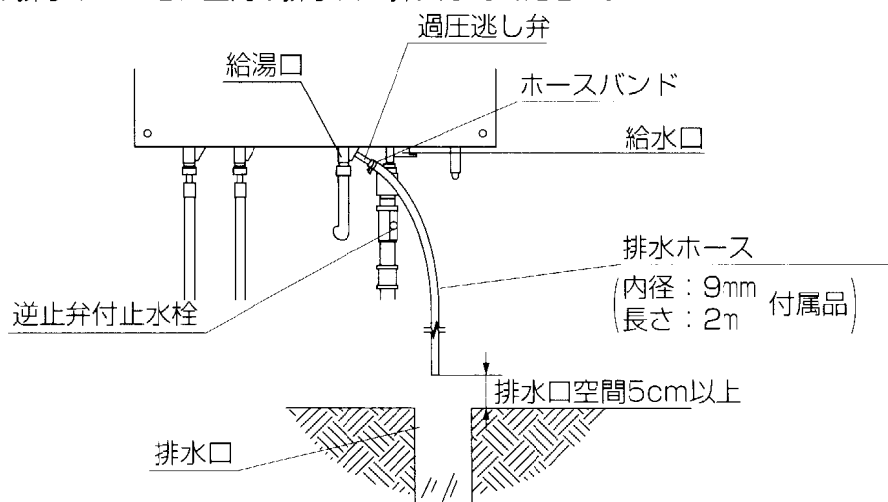 過圧逃し弁
給湯口
ホースバンド
給水口
排水ホース
(内径：9mm
長さ：2m 付属品)
逆止弁付止水栓
排水口空間5cm以上
排水口